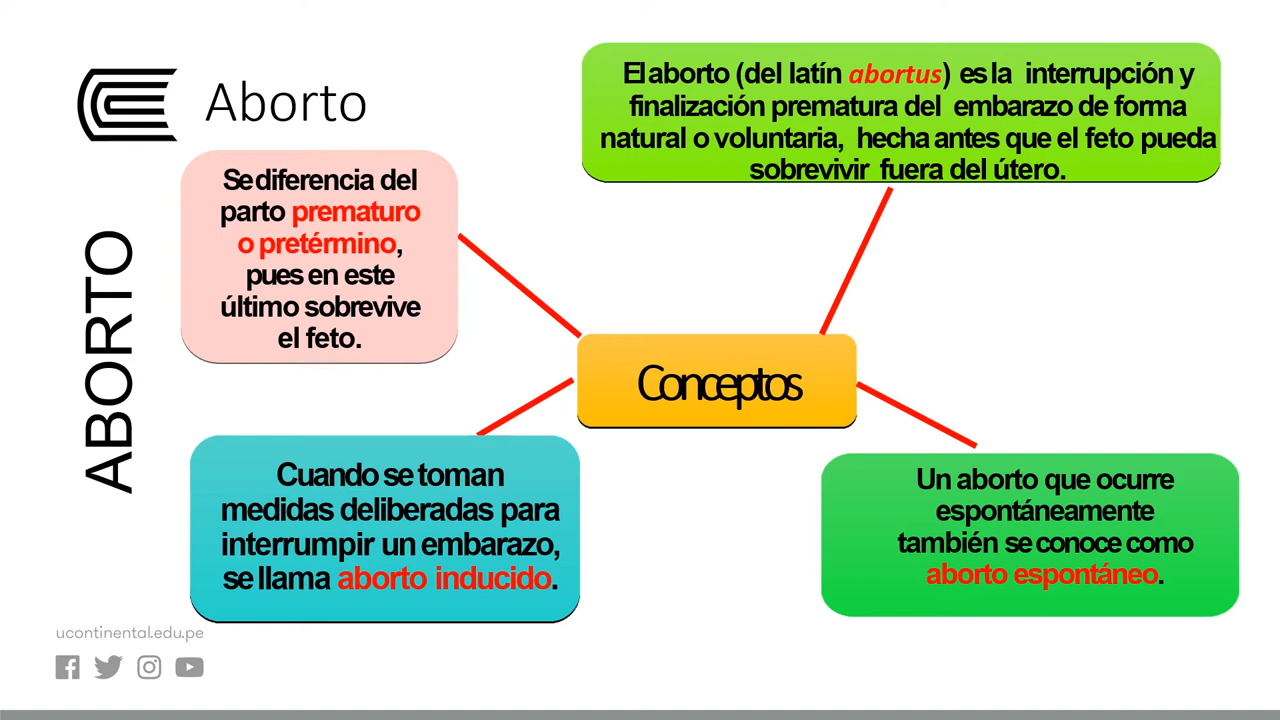 Aborto
ABORTO
El aborto (del latín abortus) es la interrupción y
finalización prematura del embarazo de forma
natural o voluntaria, hecha antes que el feto pueda
sobrevivir fuera del útero.
Se diferencia del
parto prematuro
o pretérmino,
pues en este
último sobrevive
el feto.
Conceptos
Cuando se toman
medidas deliberadas para
interrumpir un embarazo,
se llama aborto inducido.
Un aborto que ocurre
espontáneamente
también se conoce como
aborto espontáneo.
ucontinental.edu.pe